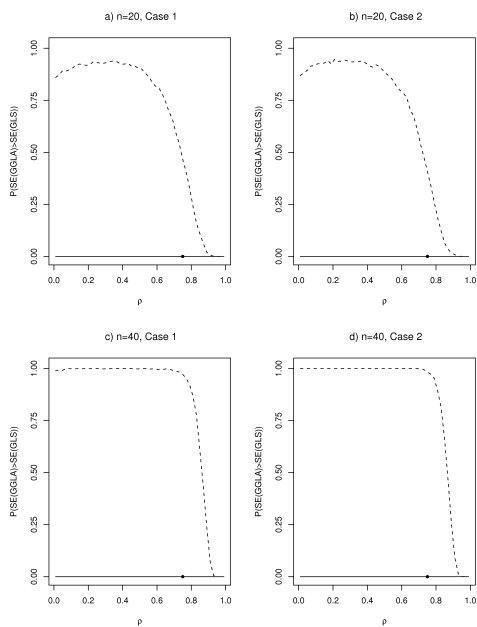 a) n=20, Case 1
b) n=20, Case 2
P(SE(GGLA)>SE(GLS))
1.00
0.75
0.50
0.25
0.00
0.0 0.2 0.4 0.6 0.8 1.0
ρ
P(SE(GGLA)>SE(GLS))
1.00
0.75
0.50
0.25
0.00
0.0 0.2 0.4 0.6 0.8 1.0
ρ
c) n=40, Case 1
d) n=40, Case 2
P(SE(GGLA)>SE(GLS))
1.00
0.75
0.50
0.25
0.00
0.0 0.2 0.4 0.6 0.8 1.0
ρ
P(SE(GGLA)>SE(GLS))
1.00
0.75
0.50
0.25
0.00
0.0 0.2 0.4 0.6 0.8 1.0
ρ